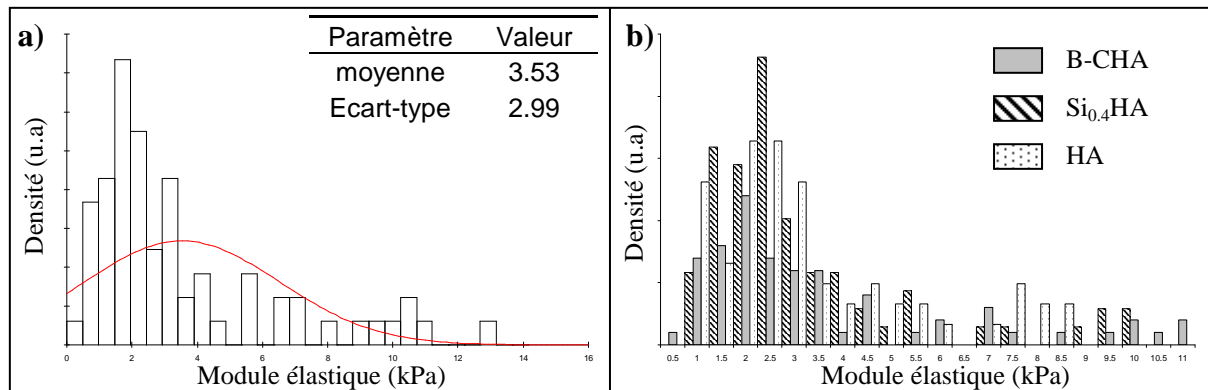 a)
Paramètre Valeur
moyenne 3.53
Ecart-type 2.99
Densité (u.a)
0 2 4 6 8 10 12 14 16
Module élastique (kPa)
b)
B-CHA
Si0.4HA
HA
Densité (u.a)
0.5 1 1.5 2 2.5 3 3.5 4 4.5 5 5.5 6 6.5 7 7.5 8 8.5 9 9.5 10 10.5 11
Module élastique (kPa)